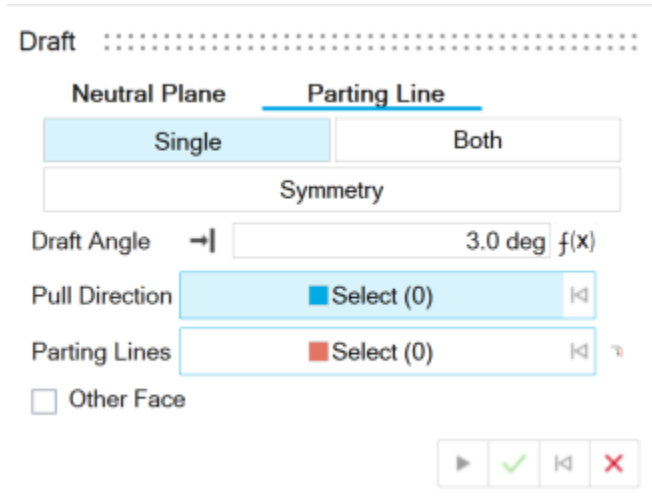 Draft
Neutral Plane Parting Line
Single Both
Symmetry
Draft Angle 3.0 deg ƒ(x)
Pull Direction Select (0)
Parting Lines Select (0)
Other Face